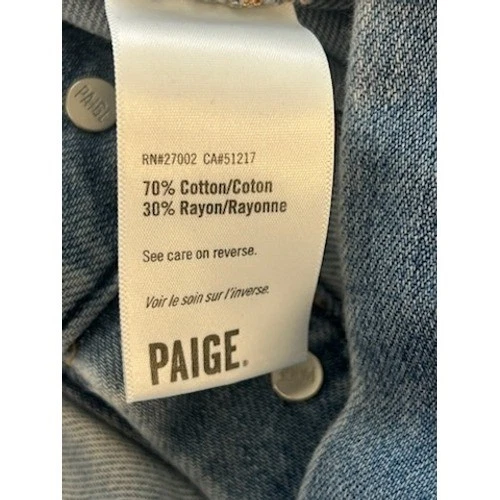 PAIGE
RN#27002 CA#51217
70% Cotton/Coton
30% Rayon/Rayonne
See care on reverse.
Voir le soin sur l'inverse.
PAIGE®